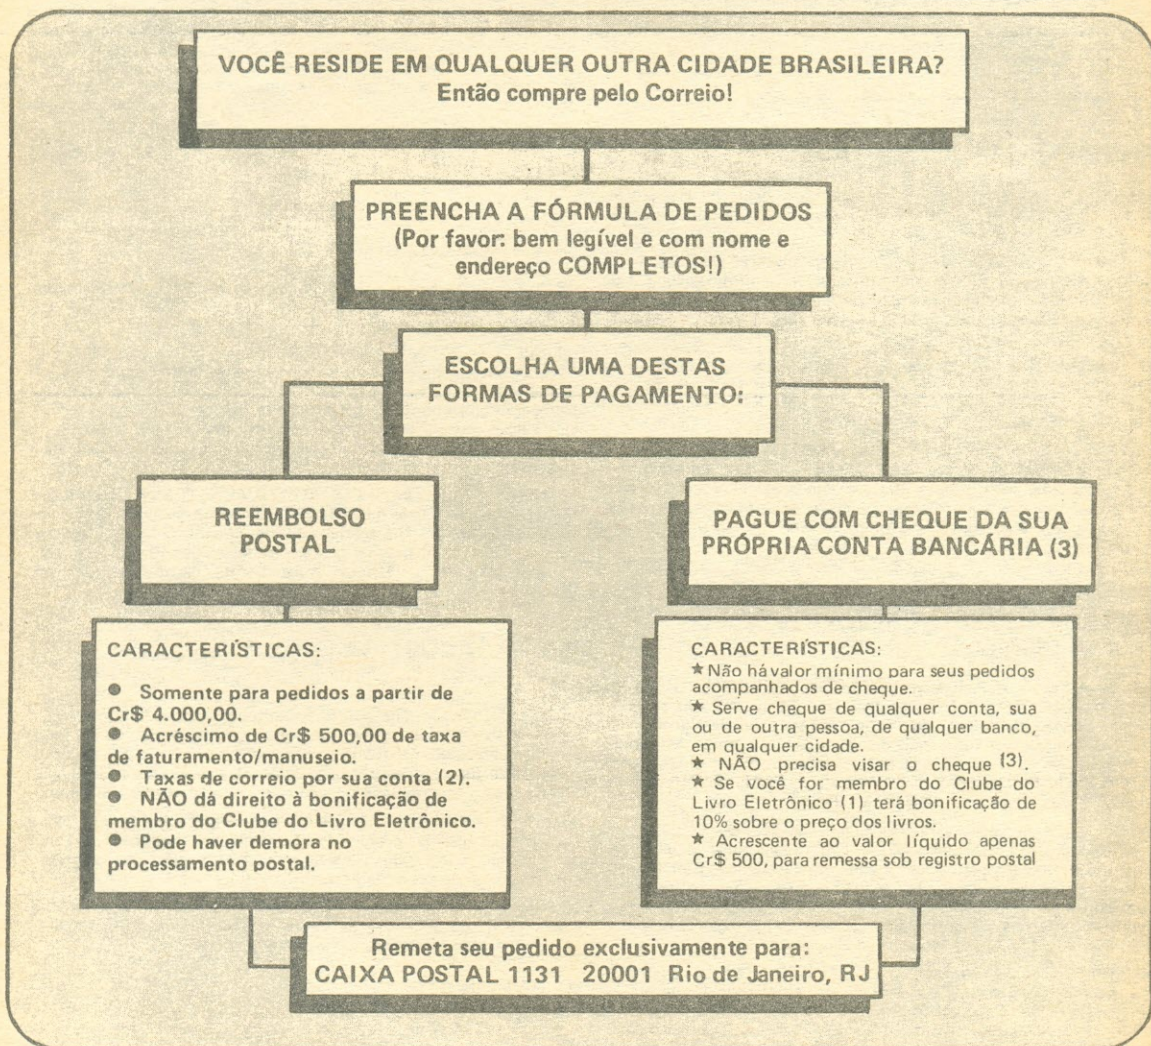 VOCÊ RESIDE EM QUALQUER OUTRA CIDADE BRASILEIRA?
Então compre pelo Correio!
PREENCHA A FÓRMULA DE PEDIDOS
(Por favor: bem legível e com nome e
endereço COMPLETOS!)
ESCOLHA UMA DESTAS
FORMAS DE PAGAMENTO:
REEMBOLSO
POSTAL
CARACTERÍSTICAS:
● Somente para pedidos a partir de
Cr$ 4.000,00.
● Acréscimo de Cr$ 500,00 de taxa
de faturamento/manuseio.
● Taxas de correio por sua conta (2).
● NÃO dá direito à bonificação de
membro do Clube do Livro Eletrônico.
● Pode haver demora no
processamento postal.
PAGUE COM CHEQUE DA SUA
PRÓPRIA CONTA BANCÁRIA (3)
CARACTERÍSTICAS:
★ Não há valor mínimo para seus pedidos
acompanhados de cheque.
★ Serve cheque de qualquer conta, sua
ou de outra pessoa, de qualquer banco,
em qualquer cidade.
★ NÃO precisa visar o cheque (3).
★ Se você for membro do Clube do
Livro Eletrônico (1) terá bonificação de
10% sobre o preço dos livros.
★ Acrescente ao valor líquido apenas
Cr$ 500, para remessa sob registro postal
Remeta seu pedido exclusivamente para:
CAIXA POSTAL 1131 20001 Rio de Janeiro, RJ